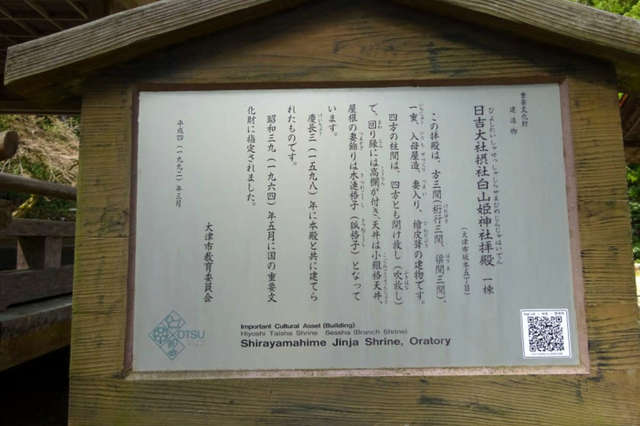 重要文化財
建造物
日吉大社摂社白山姫神社拝殿 一棟
ひよしたいしゃせっしゃしらやまひめじんじゃはいでん
(大津市坂本五丁目)
この拝殿は、方三間(桁行三間、梁間三間)、
一重、入母屋造、妻入り、檜皮葺の建物です。
四方の柱間は、四方とも開け放し(吹放し)
で、回り縁には高欄が付き、天井は小組格天井、
屋根の妻飾りは木連格子(狐格子)となって
います。
慶長三(一五九八)年に本殿と共に建てら
れたものです。
昭和三九(一九六四)年五月に国の重要文
化財に指定されました。
平成四(一九九二)年三月
大津市教育委員会
OTSU
Important Cultural Asset (Building)
Hiyoshi Taisha Shrine Sessha (Branch Shrine)
Shirayamahime Jinja Shrine, Oratory